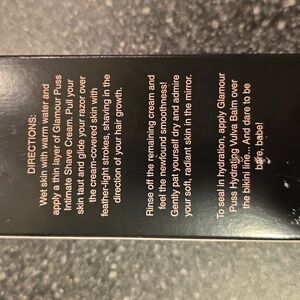 DIRECTIONS:
Wet skin with warm water and
apply a thin layer of Glamour Puss
Intimate Shave Cream. Pull your
skin taut and glide your razor over
the cream-covered skin with
feather-light strokes, shaving in the
direction of your hair growth.
Rinse off the remaining cream and
feel the newfound smoothness!
Gently pat yourself dry and admire
your soft, radiant skin in the mirror.
To seal in hydration, apply Glamour
Puss Hydrating Vulva Balm over
the bikini line... And dare to be
bare, babe!